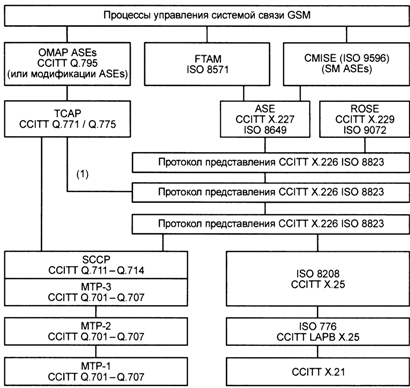 Процессы управления системой связи GSM
OMAP ASEs
CCITT Q.795
(или модификации ASEs)
FTAM
ISO 8571
CMISE (ISO 9596)
(SM ASEs)
TCAP
CCITT Q.771 / Q.775
ASE
CCITT X.227
ISO 8649
ROSE
CCITT X.229
ISO 9072
Протокол представления CCITT X.226 ISO 8823
(1)
Протокол представления CCITT X.226 ISO 8823
Протокол представления CCITT X.226 ISO 8823
SCCP
CCITT Q.711–Q.714
MTP-3
CCITT Q.701–Q.707
ISO 8208
CCITT X.25
MTP-2
CCITT Q.701–Q.707
ISO 776
CCITT LAPB X.25
MTP-1
CCITT Q.701–Q.707
CCITT X.21